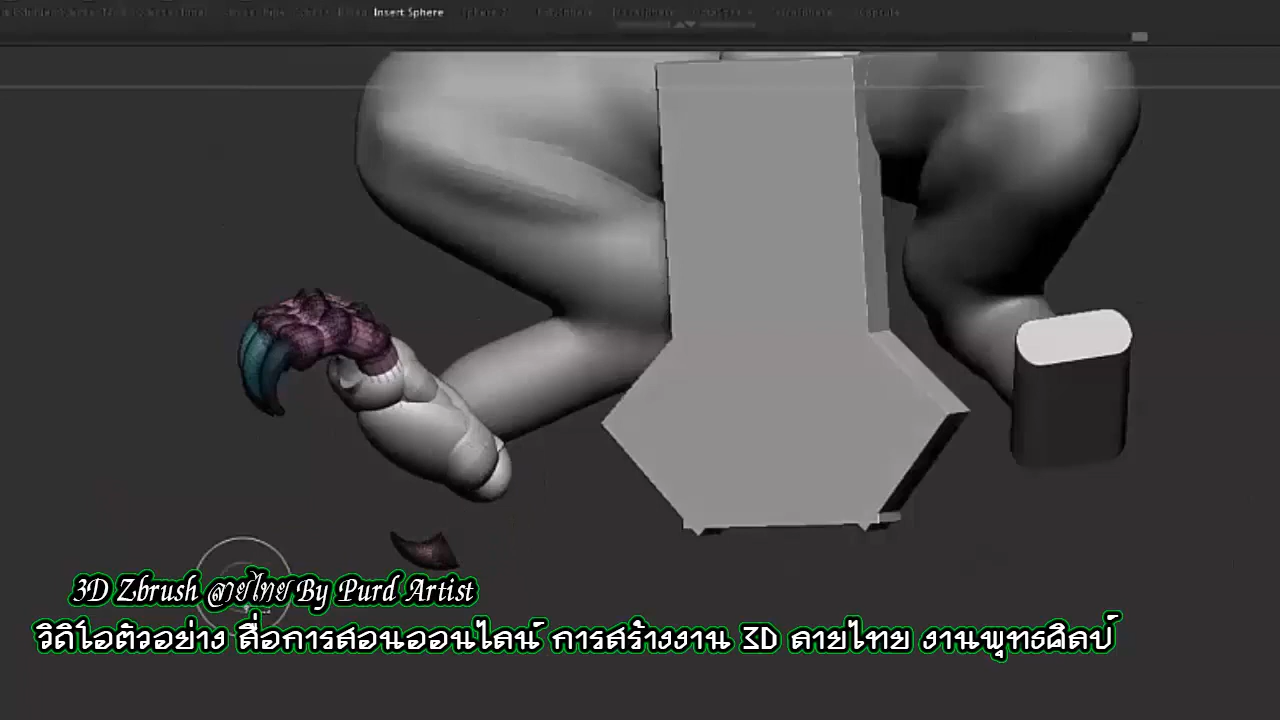 Insert Sphere
3D Zbrush ลายไทย By Purd Artist
วิดิโอตัวอย่าง สื่อการสอนออนไลน์ การสร้างงาน 3D ลายไทย งานพุทธศิลป์